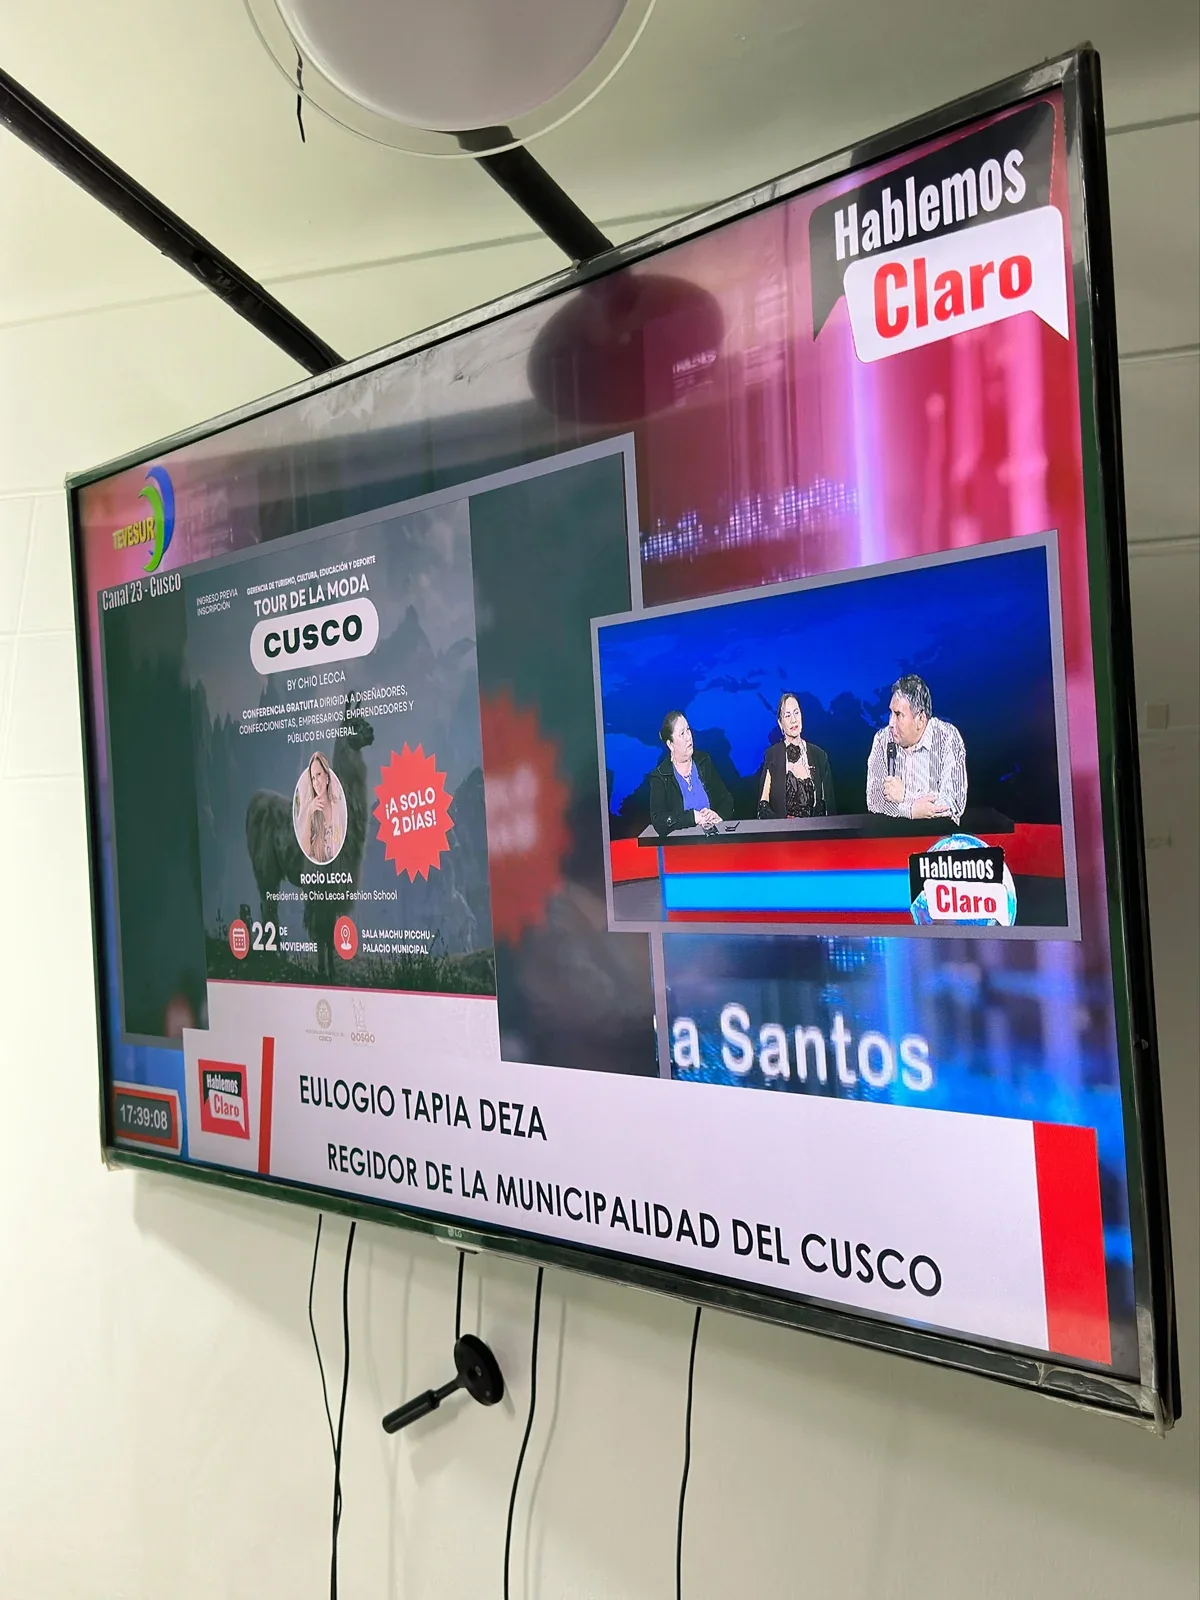 Hablemos
Claro
TEVESUR
Canal 23 - Cusco
INGRESO PREVIA
INSCRIPCIÓN
GERENCIA DE TURISMO, CULTURA, EDUCACIÓN Y DEPORTE
TOUR DE LA MODA
CUSCO
BY CHIO LECCA
CONFERENCIA GRATUITA DIRIGIDA A DISEÑADORES,
CONFECCIONISTAS, EMPRESARIOS, EMPRENDEDORES Y
PÚBLICO EN GENERAL.
¡A SOLO
2 DÍAS!
ROCÍO LECCA
Presidenta de Chio Lecca Fashion School
22 DE
NOVIEMBRE
SALA MACHU PICCHU -
PALACIO MUNICIPAL
CUSCO
QOSQO
Hablemos
Claro
a Santos
Hablemos
Claro
17:39:08
EULOGIO TAPIA DEZA
REGIDOR DE LA MUNICIPALIDAD DEL CUSCO
LG